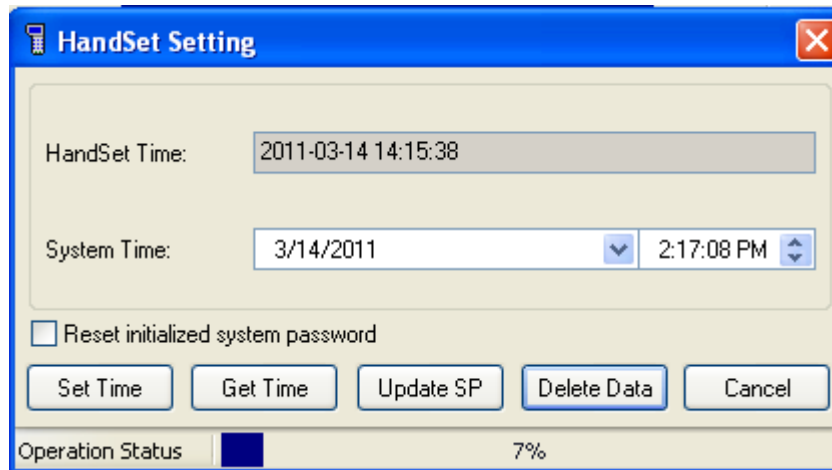 HandSet Setting
HandSet Time: 2011-03-14 14:15:38
System Time: 3/14/2011 2:17:08 PM
Reset initialized system password
Set Time Get Time Update SP Delete Data Cancel
Operation Status 7%